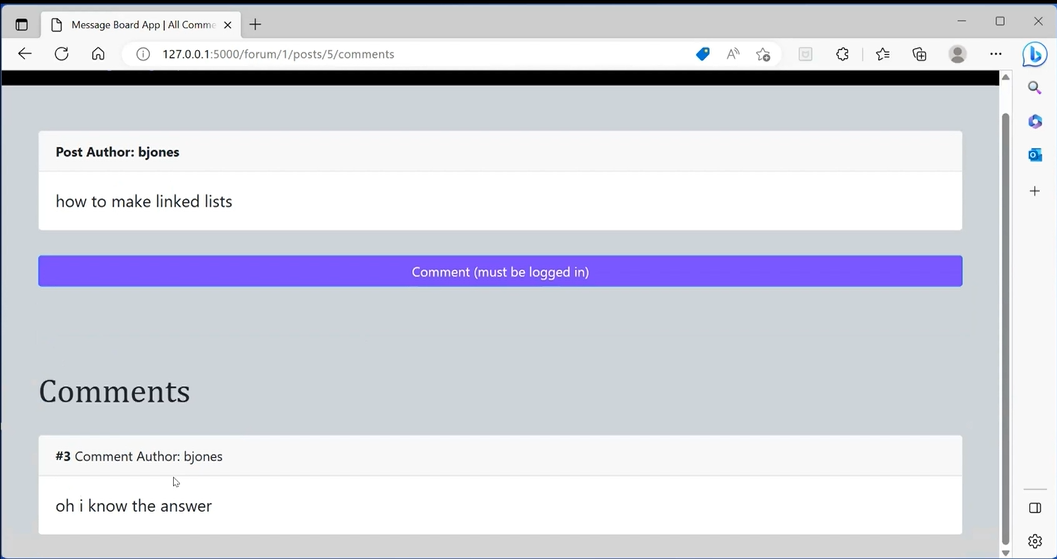 Message Board App | All Comme
127.0.0.1:5000/forum/1/posts/5/comments
Post Author: bjones
how to make linked lists
Comment (must be logged in)
Comments
#3 Comment Author: bjones
oh i know the answer